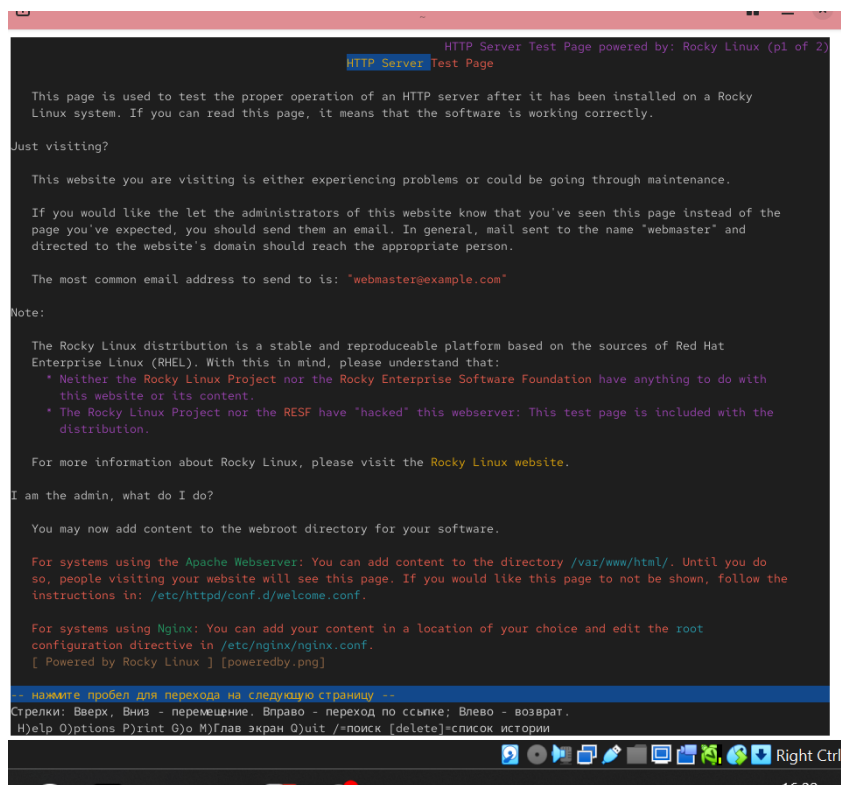 HTTP Server Test Page powered by: Rocky Linux (p1 of 2)
HTTP Server Test Page
This page is used to test the proper operation of an HTTP server after it has been installed on a Rocky
Linux system. If you can read this page, it means that the software is working correctly.
Just visiting?
This website you are visiting is either experiencing problems or could be going through maintenance.
If you would like the let the administrators of this website know that you've seen this page instead of the
page you've expected, you should send them an email. In general, mail sent to the name "webmaster" and
directed to the website's domain should reach the appropriate person.
The most common email address to send to is: "webmaster@example.com"
Note:
The Rocky Linux distribution is a stable and reproduceable platform based on the sources of Red Hat
Enterprise Linux (RHEL). With this in mind, please understand that:
* Neither the Rocky Linux Project nor the Rocky Enterprise Software Foundation have anything to do with
this website or its content.
* The Rocky Linux Project nor the RESF have "hacked" this webserver: This test page is included with the
distribution.
For more information about Rocky Linux, please visit the Rocky Linux website.
I am the admin, what do I do?
You may now add content to the webroot directory for your software.
For systems using the Apache Webserver: You can add content to the directory /var/www/html/. Until you do
so, people visiting your website will see this page. If you would like this page to not be shown, follow the
instructions in: /etc/httpd/conf.d/welcome.conf.
For systems using Nginx: You can add your content in a location of your choice and edit the root
configuration directive in /etc/nginx/nginx.conf.
[ Powered by Rocky Linux ] [poweredby.png]
-- нажмите пробел для перехода на следующую страницу --
Стрелки: Вверх, Вниз - перемещение. Вправо - переход по ссылке; Влево - возврат.
H)elp O)ptions P)rint G)o M)Глав экран Q)uit /=поиск [delete]=список истории
Right Ctrl